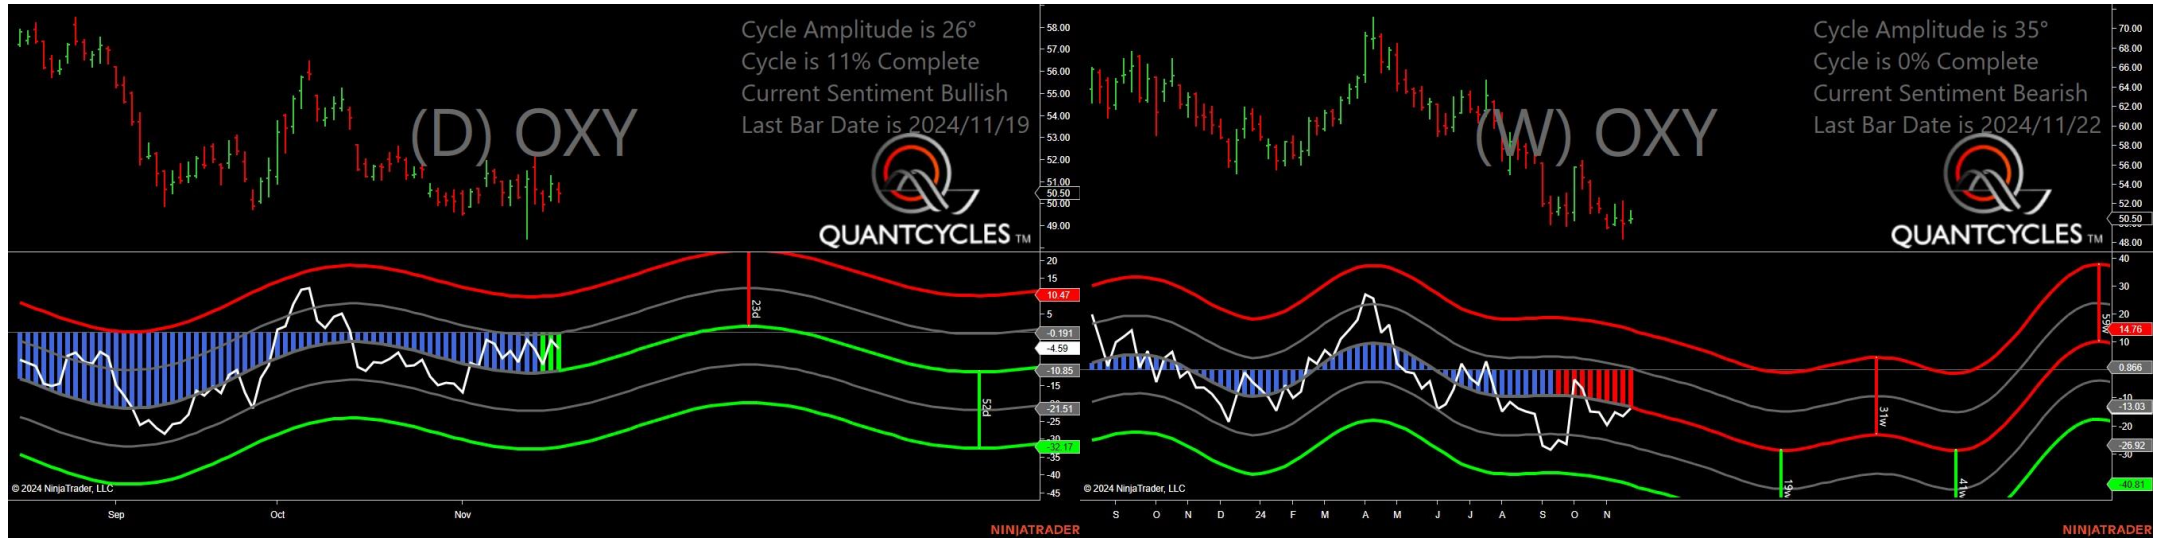 Cycle Amplitude is 26°
Cycle is 11% Complete
Current Sentiment Bullish
Last Bar Date is 2024/11/19
(D) OXY
QUANTCYCLES TM
58.00
57.00
56.00
55.00
54.00
53.00
52.00
51.00
50.50
50.00
49.00
20
15
10.47
5
-0.191
-4.59
-10.85
-15
-21.51
-25
-30
-32.17
-35
-40
-45
23d
52d
© 2024 NinjaTrader, LLC
Sep
Oct
Nov
NINJATRADER
Cycle Amplitude is 35°
Cycle is 0% Complete
Current Sentiment Bearish
Last Bar Date is 2024/11/22
(W) OXY
QUANTCYCLES TM
70.00
68.00
66.00
64.00
62.00
60.00
58.00
56.00
54.00
52.00
50.50
48.00
40
30
20
14.76
10
0.866
-10
-13.03
-20
-26.92
-30
-40.81
59w
31w
19w
41w
© 2024 NinjaTrader, LLC
S O N D 24 F M A M J J A S O N
NINJATRADER